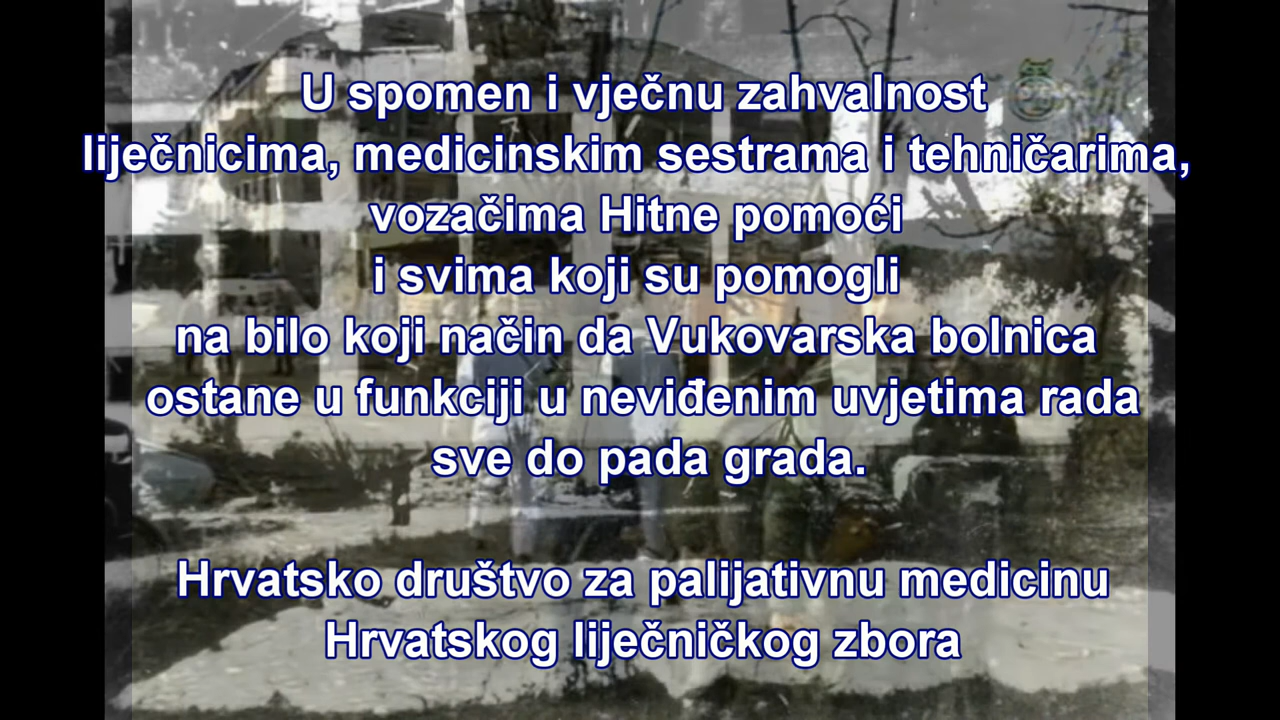 U spomen i vječnu zahvalnost
liječnicima, medicinskim sestrama i tehničarima,
vozačima Hitne pomoći
i svima koji su pomogli
na bilo koji način da Vukovarska bolnica
ostane u funkciji u neviđenim uvjetima rada
sve do pada grada.
Hrvatsko društvo za palijativnu medicinu
Hrvatskog liječničkog zbora